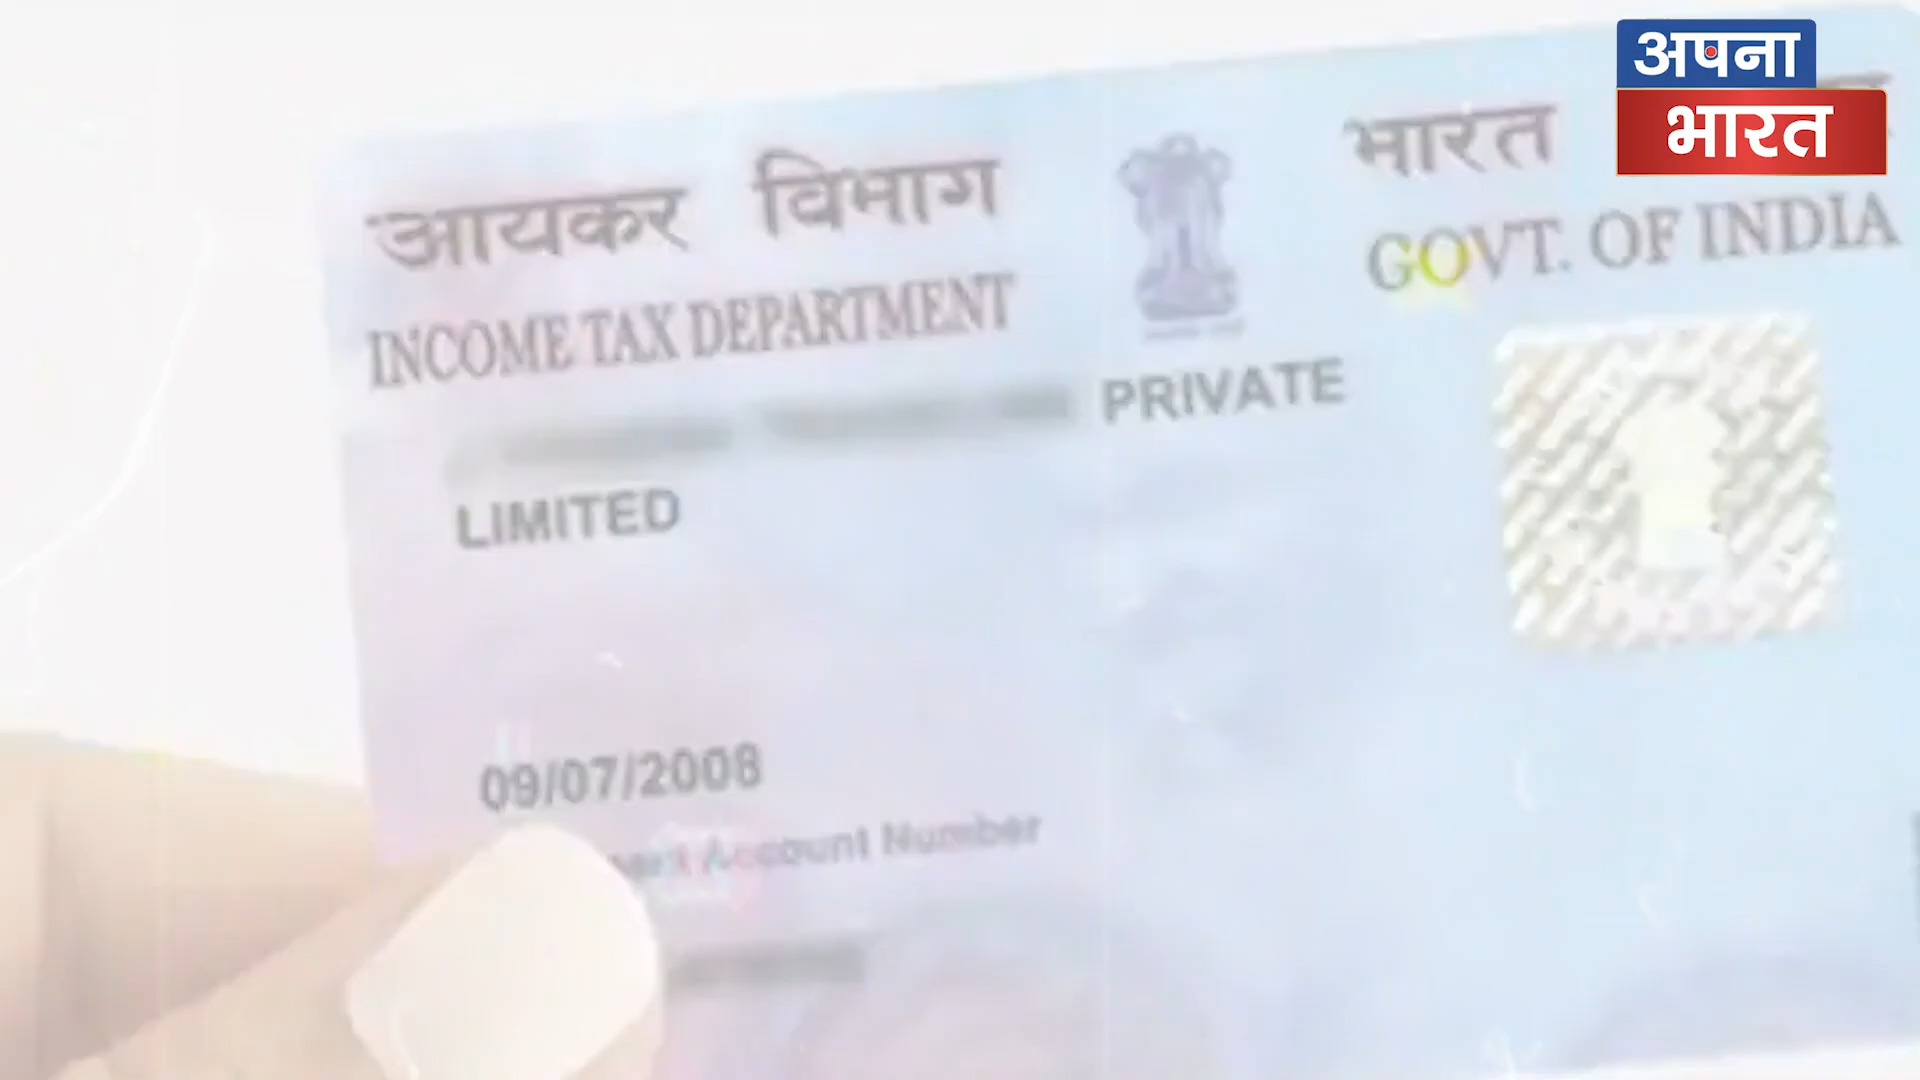 अपना
भारत
आयकर विभाग
INCOME TAX DEPARTMENT
भारत
GOVT. OF INDIA
PRIVATE
LIMITED
09/07/2008
Account Number